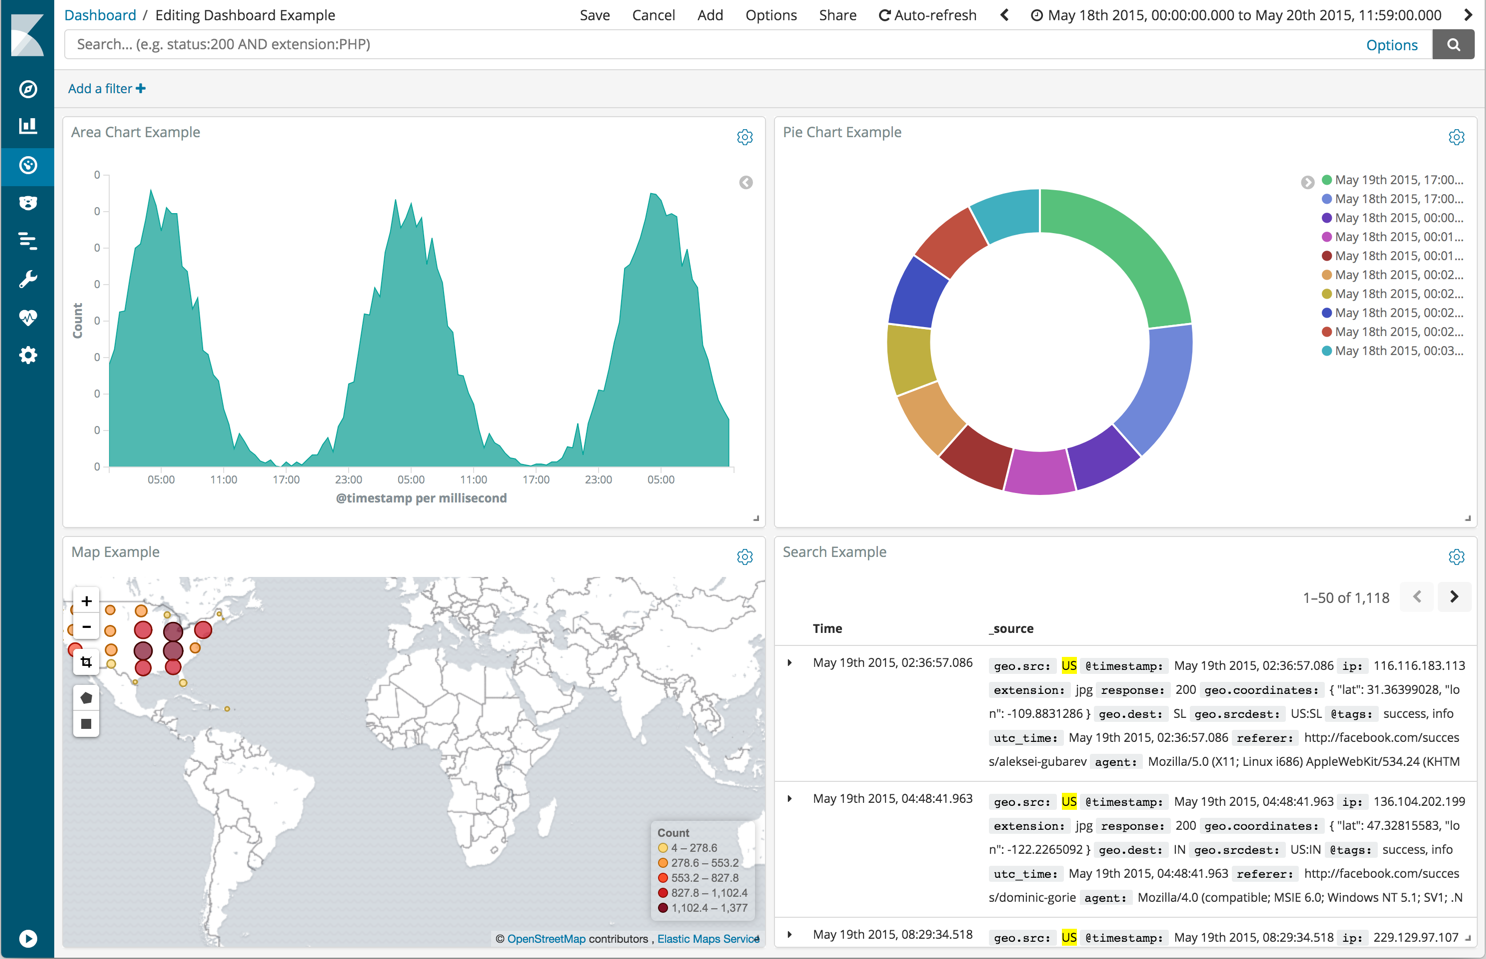 Dashboard / Editing Dashboard Example
Save Cancel Add Options Share Auto-refresh May 18th 2015, 00:00:00.000 to May 20th 2015, 11:59:00.000
Search... (e.g. status:200 AND extension:PHP)
Options
Add a filter +
Area Chart Example
0
0
0
0
0
0
0
0
0
Count
05:00 11:00 17:00 23:00 05:00 11:00 17:00 23:00 05:00
@timestamp per millisecond
Pie Chart Example
May 19th 2015, 17:00...
May 18th 2015, 17:00...
May 18th 2015, 00:00...
May 18th 2015, 00:01...
May 18th 2015, 00:01...
May 18th 2015, 00:02...
May 18th 2015, 00:02...
May 18th 2015, 00:02...
May 18th 2015, 00:02...
May 18th 2015, 00:03...
Map Example
+
−
Count
4 – 278.6
278.6 – 553.2
553.2 – 827.8
827.8 – 1,102.4
1,102.4 – 1,377
© OpenStreetMap contributors , Elastic Maps Service
Search Example
1–50 of 1,118
Time _source
May 19th 2015, 02:36:57.086 geo.src: US @timestamp: May 19th 2015, 02:36:57.086 ip: 116.116.183.113
extension: jpg response: 200 geo.coordinates: { "lat": 31.36399028, "lo
n": -109.8831286 } geo.dest: SL geo.srcdest: US:SL @tags: success, info
utc_time: May 19th 2015, 02:36:57.086 referer: http://facebook.com/succes
s/aleksei-gubarev agent: Mozilla/5.0 (X11; Linux i686) AppleWebKit/534.24 (KHTM
May 19th 2015, 04:48:41.963 geo.src: US @timestamp: May 19th 2015, 04:48:41.963 ip: 136.104.202.199
extension: jpg response: 200 geo.coordinates: { "lat": 47.32815583, "lo
n": -122.2265092 } geo.dest: IN geo.srcdest: US:IN @tags: success, info
utc_time: May 19th 2015, 04:48:41.963 referer: http://facebook.com/succes
s/dominic-gorie agent: Mozilla/4.0 (compatible; MSIE 6.0; Windows NT 5.1; SV1; .N
May 19th 2015, 08:29:34.518 geo.src: US @timestamp: May 19th 2015, 08:29:34.518 ip: 229.129.97.107